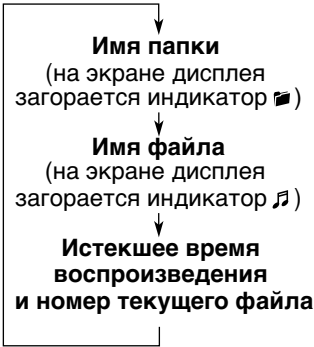 Имя папки
(на экране дисплея
загорается индикатор 📁)
Имя файла
(на экране дисплея
загорается индикатор 🎵)
Истекшее время
воспроизведения
и номер текущего файла